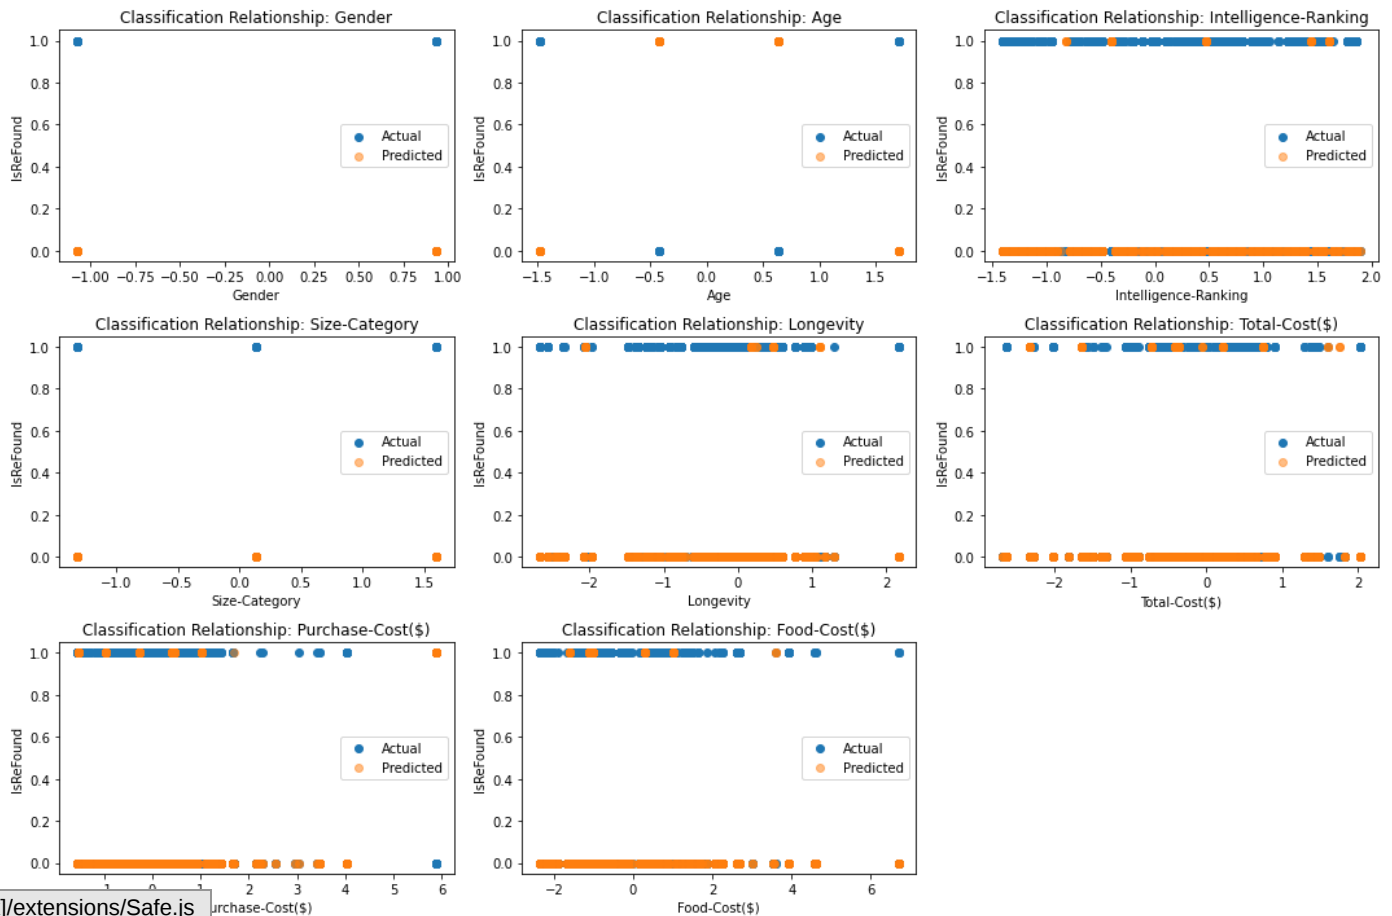 Classification Relationship: Gender
1.0
0.8
0.6
0.4
0.2
0.0
IsReFound
Actual
Predicted
−1.00 −0.75 −0.50 −0.25 0.00 0.25 0.50 0.75 1.00
Gender
Classification Relationship: Age
1.0
0.8
0.6
0.4
0.2
0.0
IsReFound
Actual
Predicted
−1.5 −1.0 −0.5 0.0 0.5 1.0 1.5
Age
Classification Relationship: Intelligence-Ranking
1.0
0.8
0.6
0.4
0.2
0.0
IsReFound
Actual
Predicted
−1.5 −1.0 −0.5 0.0 0.5 1.0 1.5 2.0
Intelligence-Ranking
Classification Relationship: Size-Category
1.0
0.8
0.6
0.4
0.2
0.0
IsReFound
Actual
Predicted
−1.0 −0.5 0.0 0.5 1.0 1.5
Size-Category
Classification Relationship: Longevity
1.0
0.8
0.6
0.4
0.2
0.0
IsReFound
Actual
Predicted
−2 −1 0 1 2
Longevity
Classification Relationship: Total-Cost($)
1.0
0.8
0.6
0.4
0.2
0.0
IsReFound
Actual
Predicted
−2 −1 0 1 2
Total-Cost($)
Classification Relationship: Purchase-Cost($)
1.0
0.8
0.6
0.4
0.2
0.0
IsReFound
Actual
Predicted
1 0 1 2 3 4 5 6
urchase-Cost($)
Classification Relationship: Food-Cost($)
1.0
0.8
0.6
0.4
0.2
0.0
IsReFound
Actual
Predicted
−2 0 2 4 6
Food-Cost($)
]/extensions/Safe.js